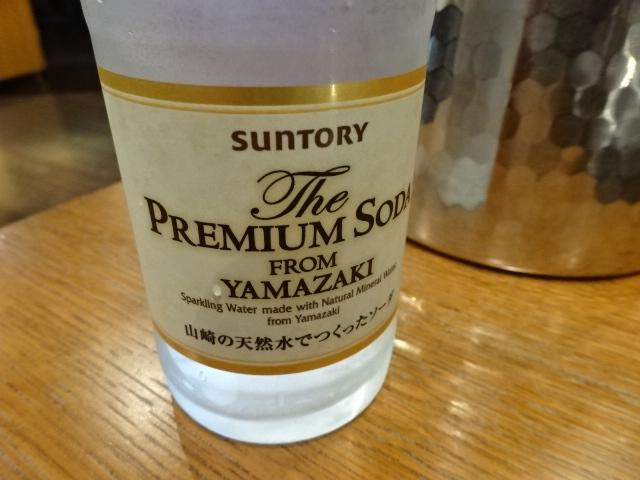 SUNTORY
The
PREMIUM SODA
FROM
YAMAZAKI
Sparkling Water made with Natural Mineral Water
from Yamazaki
山崎の天然水でつくったソーダ